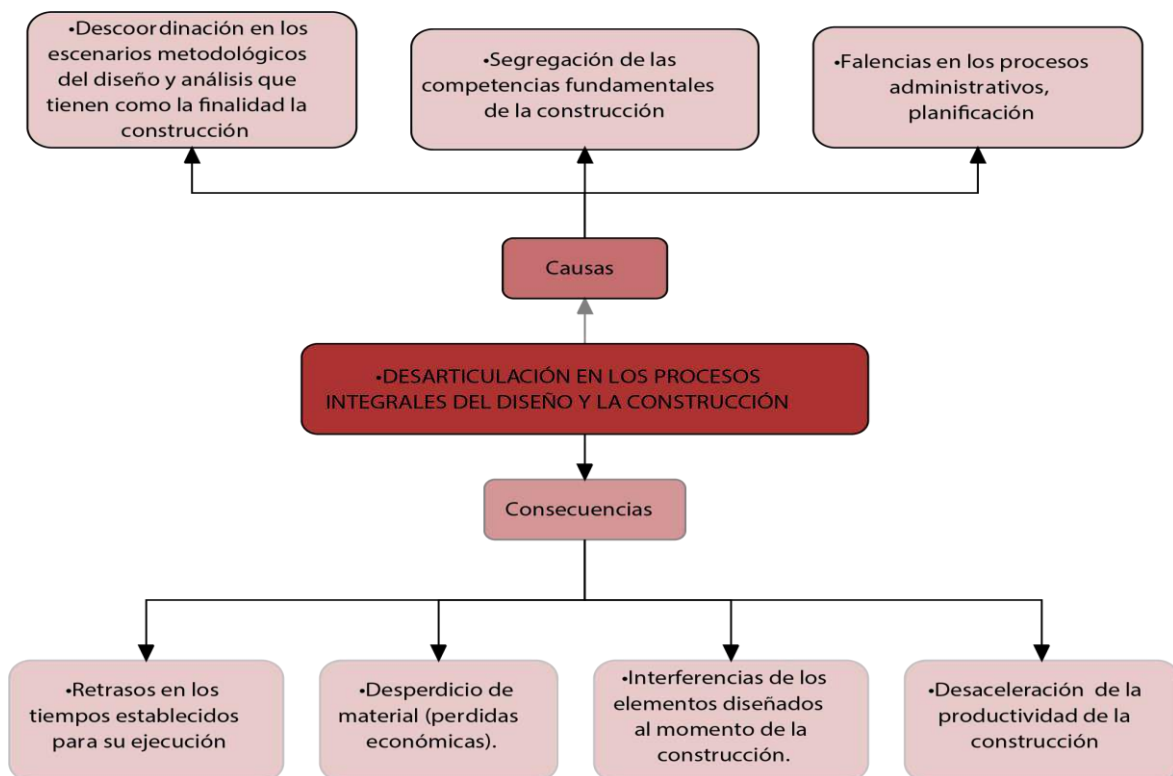 •Descoordinación en los
escenarios metodológicos
del diseño y análisis que
tienen como la finalidad la
construcción
•Segregación de las
competencias fundamentales
de la construcción
•Falencias en los procesos
administrativos,
planificación
Causas
•DESARTICULACIÓN EN LOS PROCESOS
INTEGRALES DEL DISEÑO Y LA CONSTRUCCIÓN
Consecuencias
•Retrasos en los
tiempos establecidos
para su ejecución
•Desperdicio de
material (perdidas
económicas).
•Interferencias de los
elementos diseñados
al momento de la
construcción.
•Desaceleración de la
productividad de la
construcción